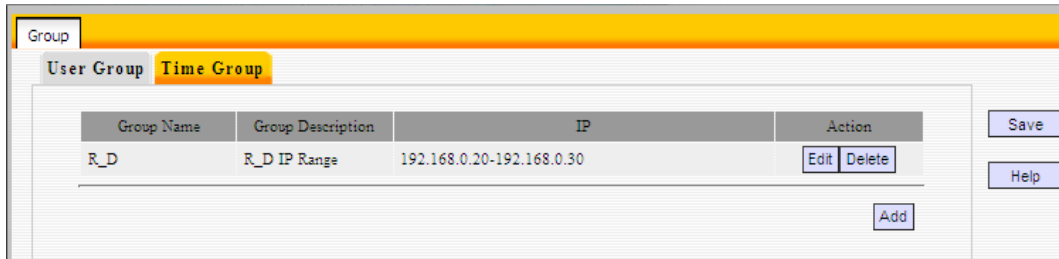 Group
User Group Time Group
Group Name Group Description IP Action
R_D R_D IP Range 192.168.0.20-192.168.0.30 Edit Delete
Add
Save
Help